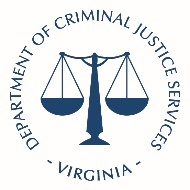 DEPARTMENT OF CRIMINAL JUSTICE SERVICES
- VIRGINIA -